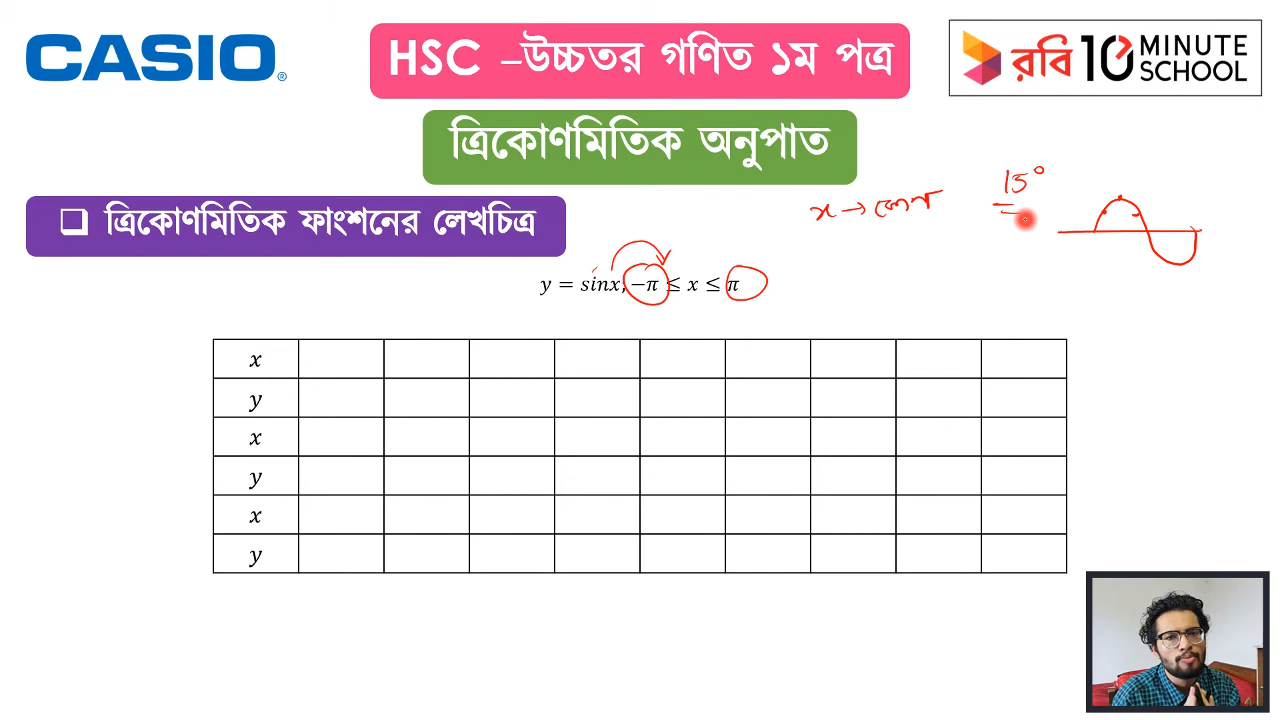 CASIO
HSC –উচ্চতর গণিত ১ম পত্র
রবি 10 MINUTE SCHOOL
ত্রিকোণমিতিক অনুপাত
❑ ত্রিকোণমিতিক ফাংশনের লেখচিত্র
x → কোণ
15°
y = sinx, −π ≤ x ≤ π
x
y
x
y
x
y